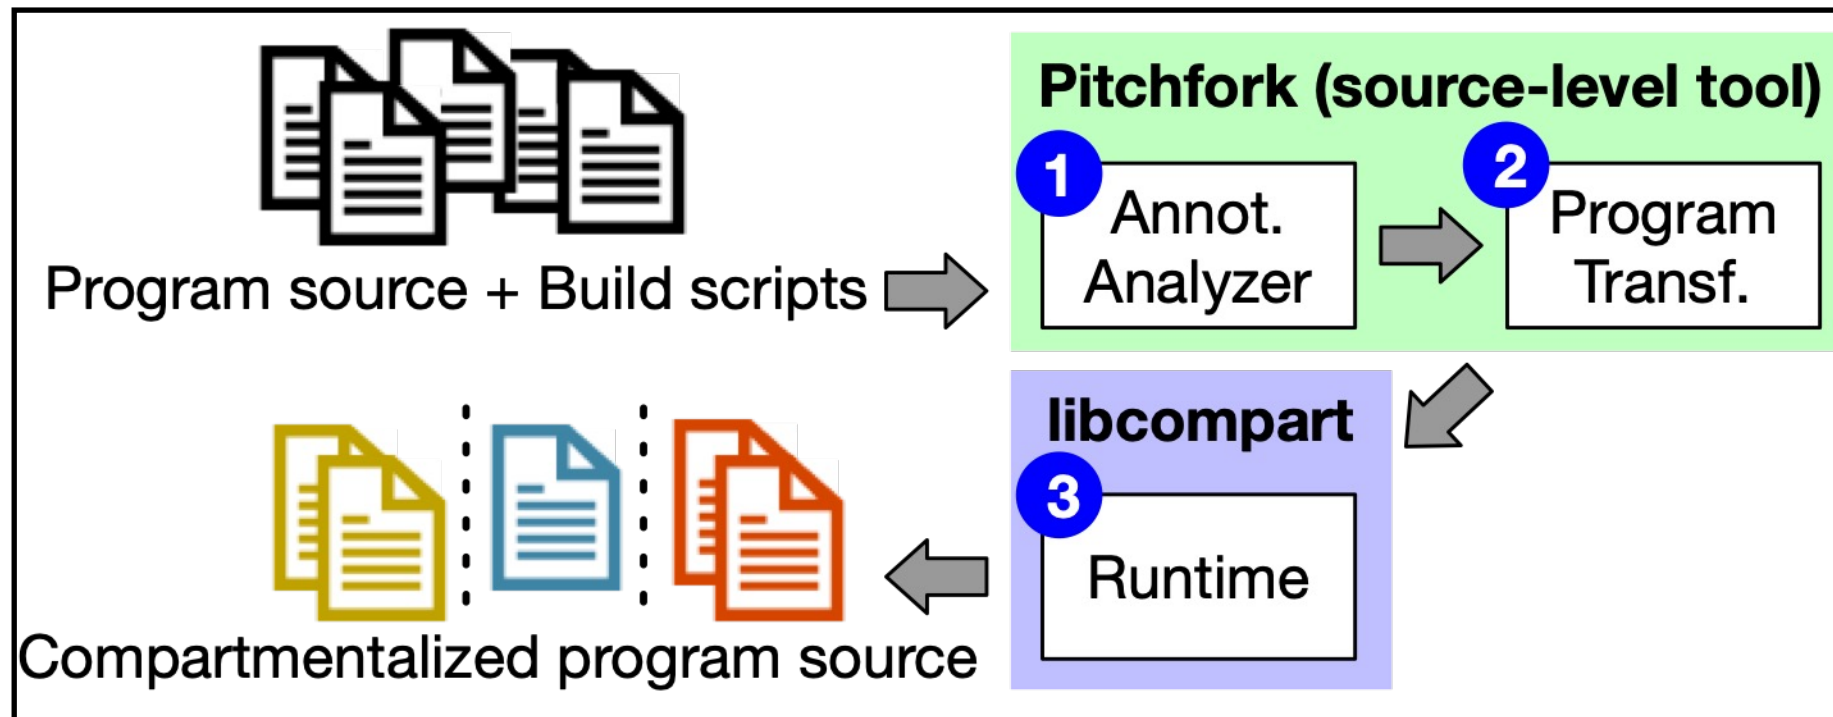 Pitchfork (source-level tool)
1
Annot.
Analyzer
2
Program
Transf.
Program source + Build scripts
libcompart
3
Runtime
Compartmentalized program source